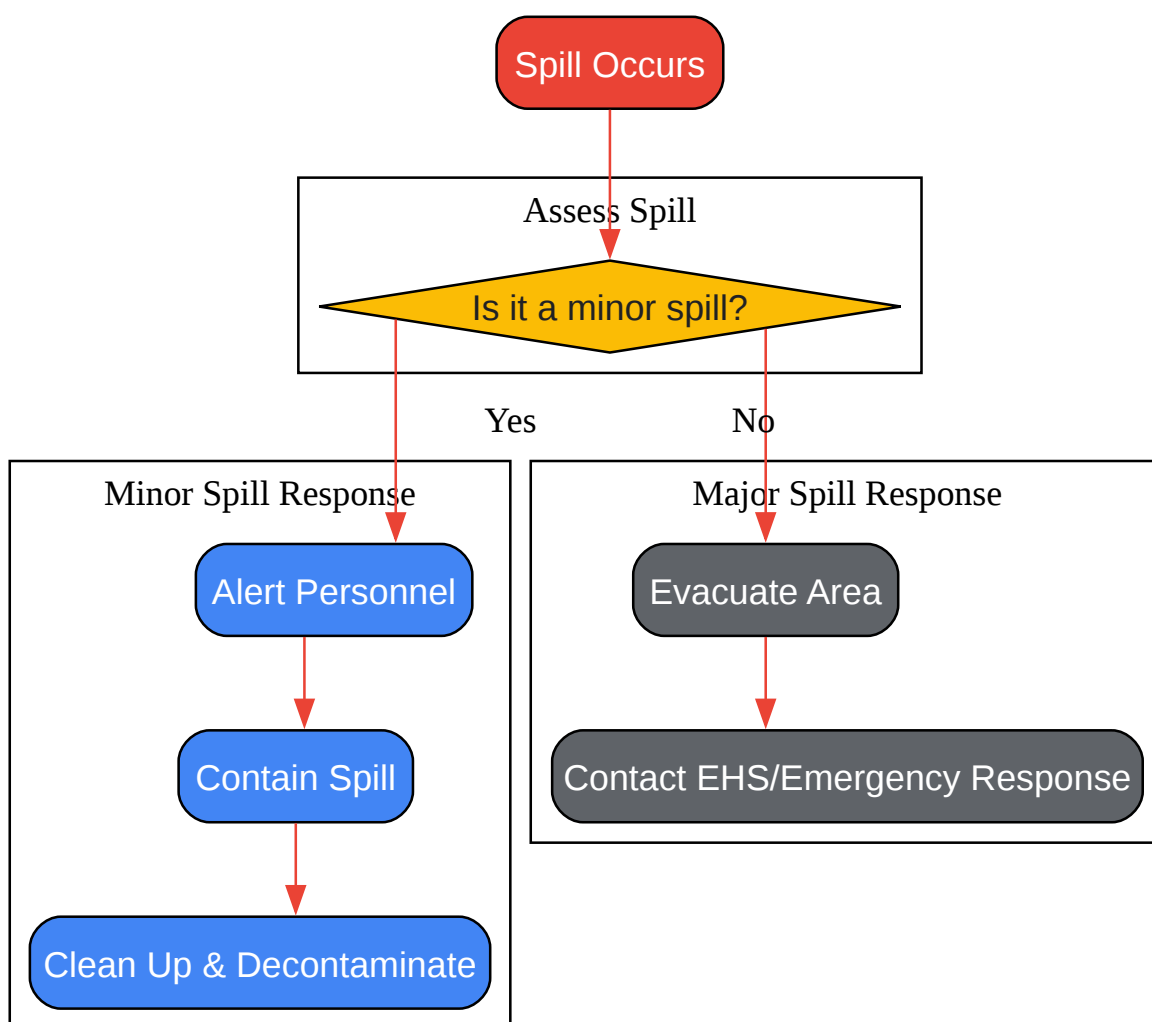 Spill Occurs
Assess Spill
Is it a minor spill?
Yes
No
Minor Spill Response
Alert Personnel
Contain Spill
Clean Up & Decontaminate
Major Spill Response
Evacuate Area
Contact EHS/Emergency Response